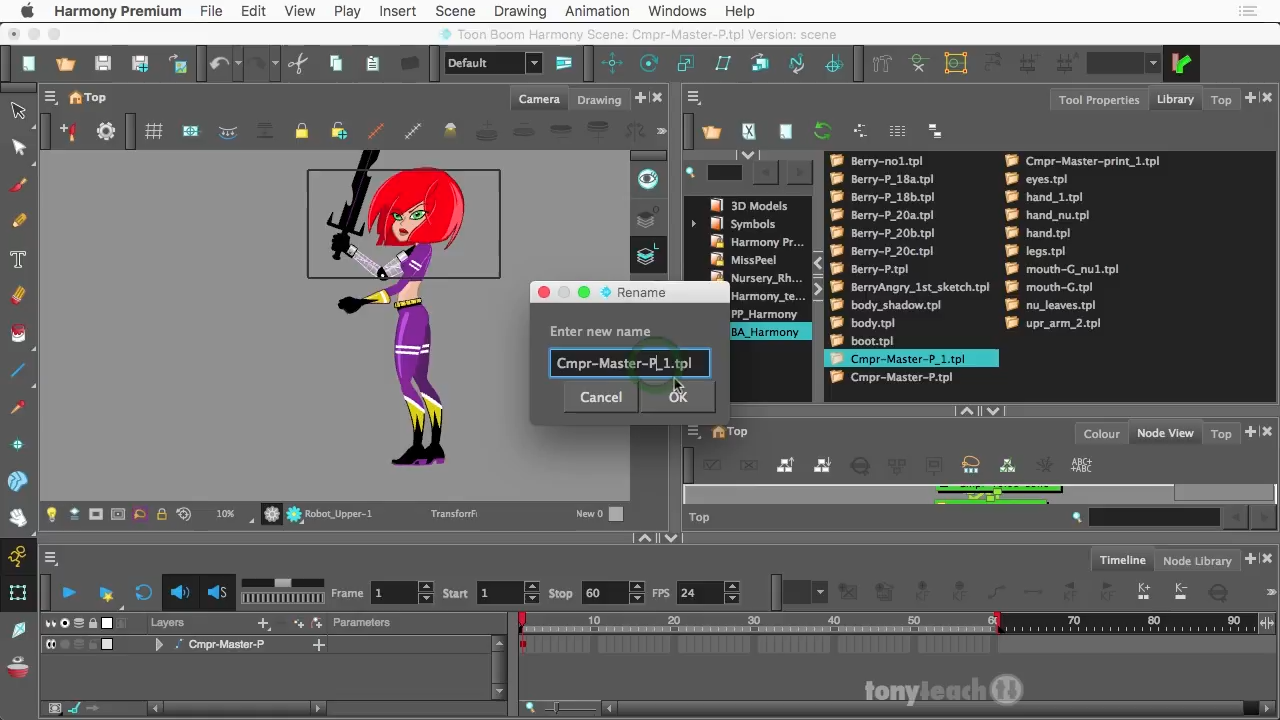 Harmony Premium File Edit View Play Insert Scene Drawing Animation Windows Help
Toon Boom Harmony Scene: Cmpr-Master-P.tpl Version: scene
Default
Top
Camera
Drawing
Tool Properties
Library
Top
3D Models
Symbols
Harmony Pr...
MissPeel
Nursery_Rh...
Harmony_te...
PP_Harmony
BA_Harmony
Berry-no1.tpl
Berry-P_18a.tpl
Berry-P_18b.tpl
Berry-P_20a.tpl
Berry-P_20b.tpl
Berry-P_20c.tpl
Berry-P.tpl
BerryAngry_1st_sketch.tpl
body_shadow.tpl
body.tpl
boot.tpl
Cmpr-Master-P_1.tpl
Cmpr-Master-P.tpl
Cmpr-Master-print_1.tpl
eyes.tpl
hand_1.tpl
hand_nu.tpl
hand.tpl
legs.tpl
mouth-G_nu1.tpl
mouth-G.tpl
nu_leaves.tpl
upr_arm_2.tpl
Rename
Enter new name
Cmpr-Master-P_1.tpl
Cancel
OK
Top
Colour
Node View
Top
ABC+
+ABC
Top
10%
Robot_Upper-1
New 0
Timeline
Node Library
Frame 1 Start 1 Stop 60 FPS 24
Layers
Parameters
10 20 30 40 50 60 70 80 90
Cmpr-Master-P
tonyteach